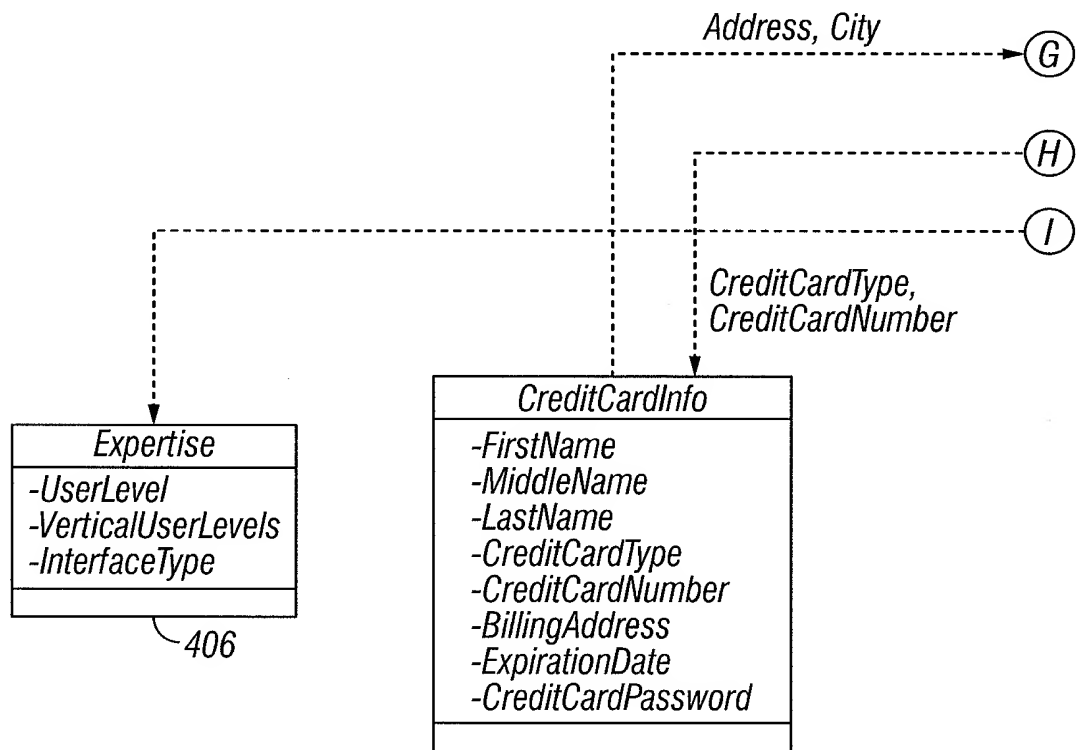 Address, City
G
H
I
CreditCardType,
CreditCardNumber
Expertise
-UserLevel
-VerticalUserLevels
-InterfaceType
406
CreditCardInfo
-FirstName
-MiddleName
-LastName
-CreditCardType
-CreditCardNumber
-BillingAddress
-ExpirationDate
-CreditCardPassword